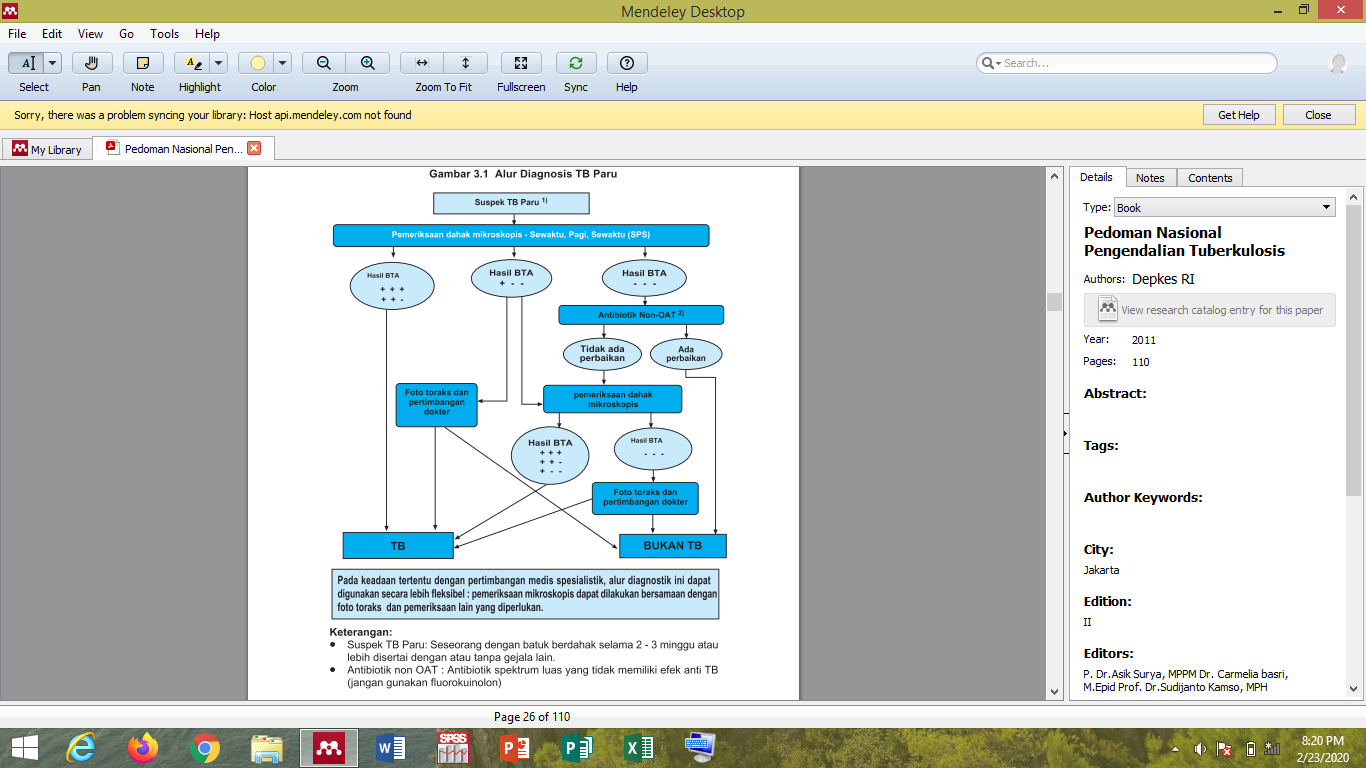 Mendeley Desktop
File Edit View Go Tools Help
Select Pan Note Highlight Color Zoom Zoom To Fit Fullscreen Sync Help
Search...
Sorry, there was a problem syncing your library: Host api.mendeley.com not found
Get Help Close
My Library
Pedoman Nasional Pen...
Gambar 3.1 Alur Diagnosis TB Paru
Suspek TB Paru 1)
Pemeriksaan dahak mikroskopis - Sewaktu, Pagi, Sewaktu (SPS)
Hasil BTA
+ + +
+ + -
Hasil BTA
+ - -
Hasil BTA
- - -
Antibiotik Non-OAT 2)
Tidak ada
perbaikan
Ada
perbaikan
Foto toraks dan
pertimbangan
dokter
pemeriksaan dahak
mikroskopis
Hasil BTA
+ + +
+ + -
+ - -
Hasil BTA
- - -
Foto toraks dan
pertimbangan dokter
TB
BUKAN TB
Pada keadaan tertentu dengan pertimbangan medis spesialistik, alur diagnostik ini dapat
digunakan secara lebih fleksibel : pemeriksaan mikroskopis dapat dilakukan bersamaan dengan
foto toraks dan pemeriksaan lain yang diperlukan.
Keterangan:
● Suspek TB Paru: Seseorang dengan batuk berdahak selama 2 - 3 minggu atau
lebih disertai dengan atau tanpa gejala lain.
● Antibiotik non OAT : Antibiotik spektrum luas yang tidak memiliki efek anti TB
(jangan gunakan fluorokuinolon)
Details Notes Contents
Type: Book
Pedoman Nasional
Pengendalian Tuberkulosis
Authors: Depkes RI
View research catalog entry for this paper
Year: 2011
Pages: 110
Abstract:
Tags:
Author Keywords:
City:
Jakarta
Edition:
II
Editors:
P. Dr.Asik Surya, MPPM Dr. Carmelia basri,
M.Epid Prof. Dr.Sudijanto Kamso, MPH
Page 26 of 110
SPSS
8:20 PM
2/23/2020